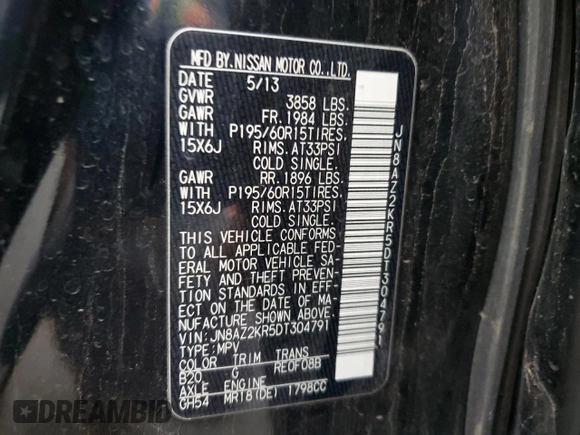 MFD BY.NISSAN MOTOR CO.,LTD.
DATE 5/13
GVWR 3858 LBS.
GAWR FR.1984 LBS.
WITH P195/60R15TIRES.
15X6J RIMS.AT33PSI
COLD SINGLE.
GAWR RR.1896 LBS.
WITH P195/60R15TIRES.
15X6J RIMS.AT33PSI
COLD SINGLE.
THIS VEHICLE CONFORMS
TO ALL APPLICABLE FED-
ERAL MOTOR VEHICLE SA-
FETY AND THEFT PREVEN-
TION STANDARDS IN EFF-
ECT ON THE DATE OF MA-
NUFACTURE SHOWN ABOVE.
VIN:JN8AZ2KR5DT304791
TYPE:MPV
COLOR TRIM TRANS
B20 G RE0F08B
AXLE ENGINE
GH54 MR18(DE) 1798CC
JN8AZ2KR5DT304791
DREAMBID